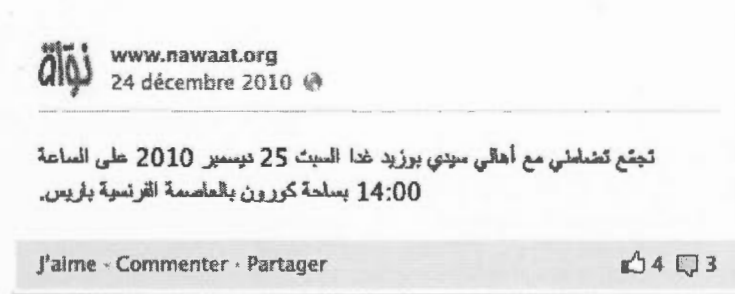 نواة
www.nawaat.org
24 décembre 2010
تجمّع تضامني مع أهالي سيدي بوزيد غدا السبت 25 ديسمبر 2010 على الساعة
14:00 بساحة كورون بالعاصمة الفرنسية باريس.
J'aime · Commenter · Partager 4 3